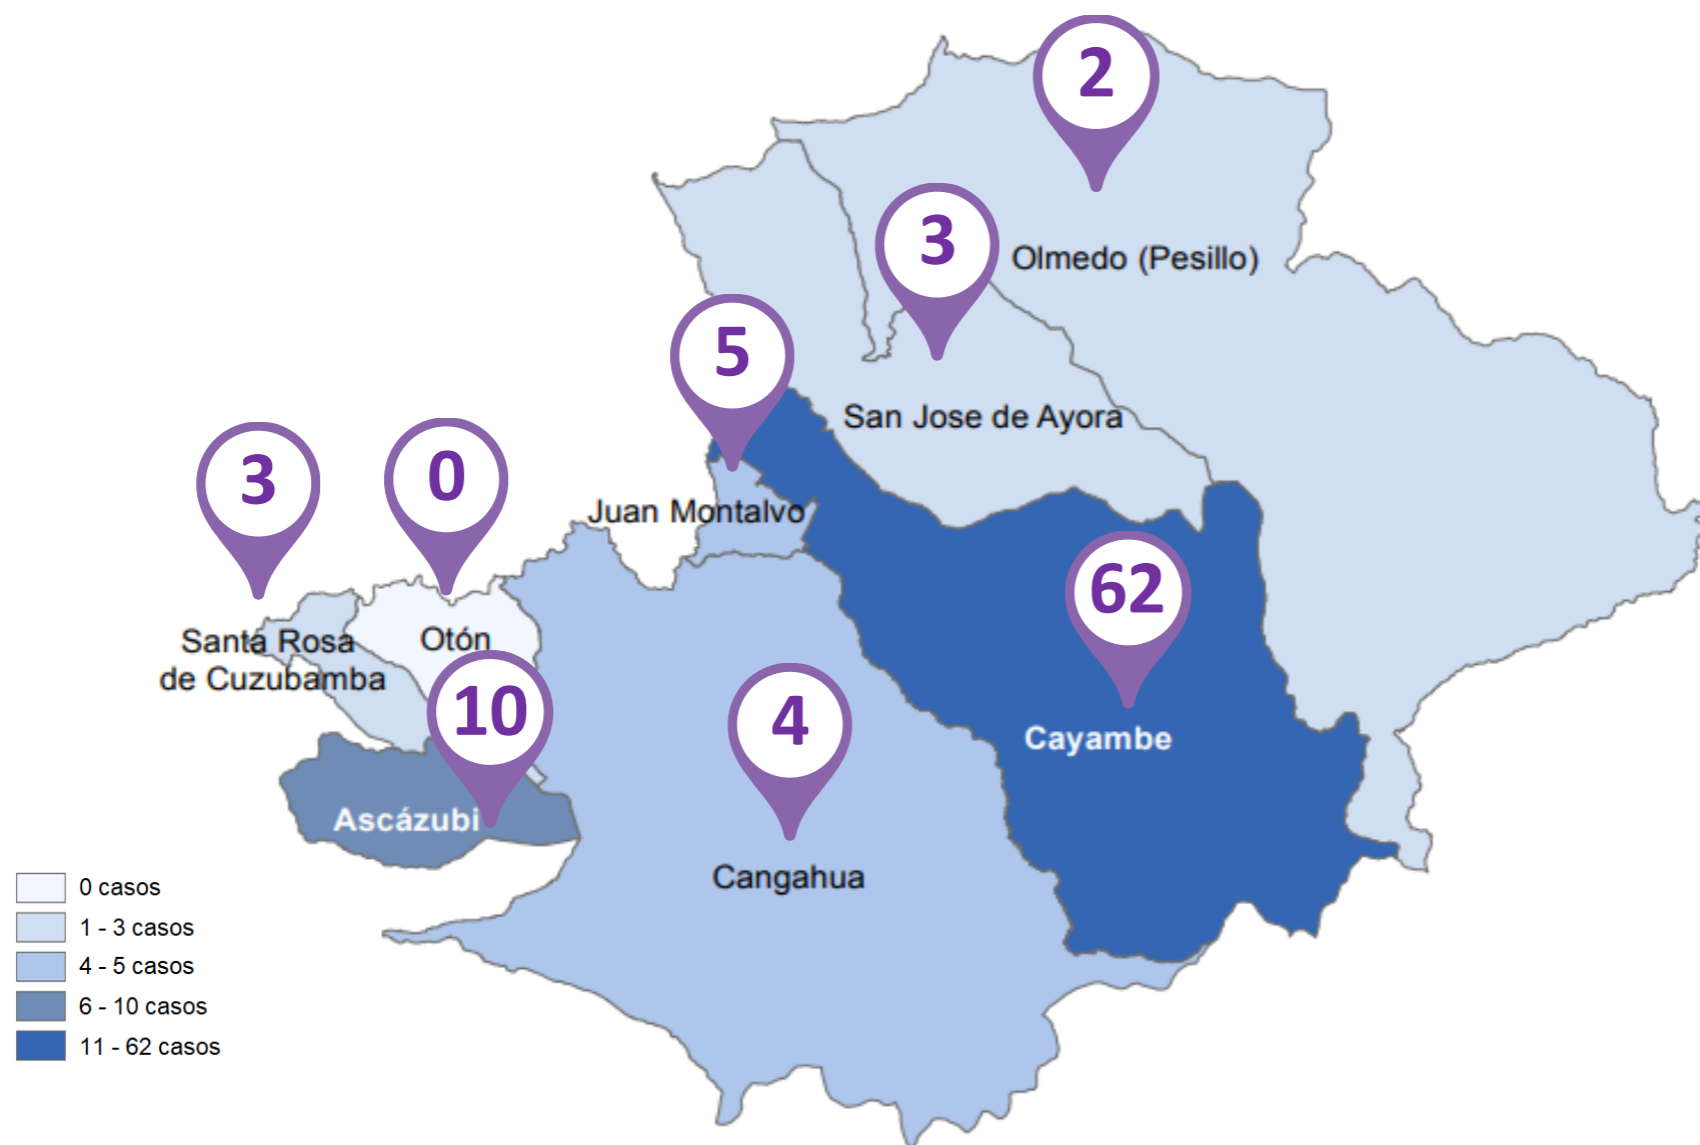 2
3
Olmedo (Pesillo)
5
San Jose de Ayora
3
0
Juan Montalvo
62
Santa Rosa
de Cuzubamba
Otón
10
4
Cayambe
Ascázubi
Cangahua
0 casos
1 - 3 casos
4 - 5 casos
6 - 10 casos
11 - 62 casos